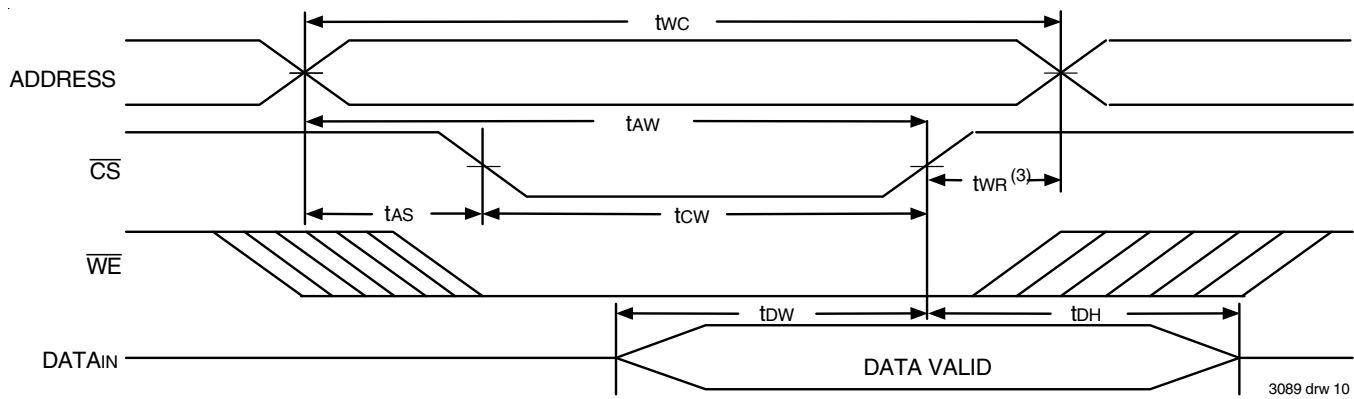 tWC
ADDRESS
tAW
CS
tWR (3)
tAS
tCW
WE
tDW
tDH
DATAIN
DATA VALID
3089 drw 10